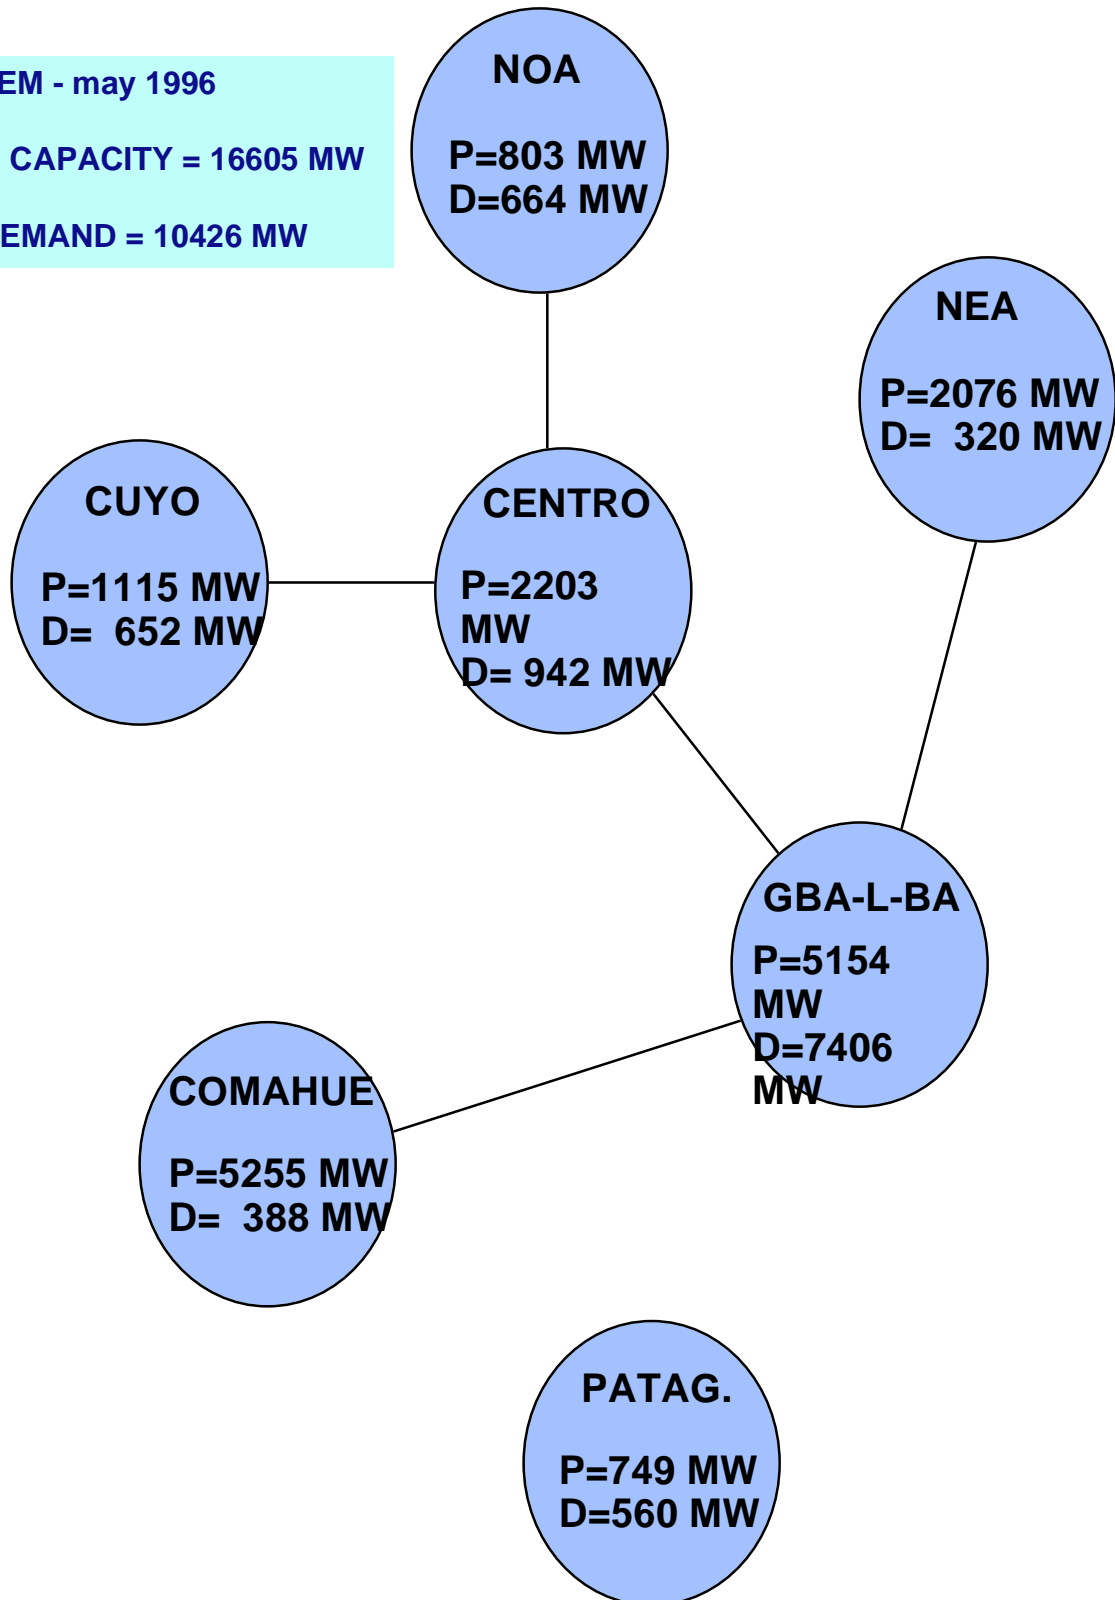 EM - may 1996
CAPACITY = 16605 MW
EMAND = 10426 MW
NOA
P=803 MW
D=664 MW
NEA
P=2076 MW
D= 320 MW
CUYO
P=1115 MW
D= 652 MW
CENTRO
P=2203
MW
D= 942 MW
GBA-L-BA
P=5154
MW
D=7406
MW
COMAHUE
P=5255 MW
D= 388 MW
PATAG.
P=749 MW
D=560 MW